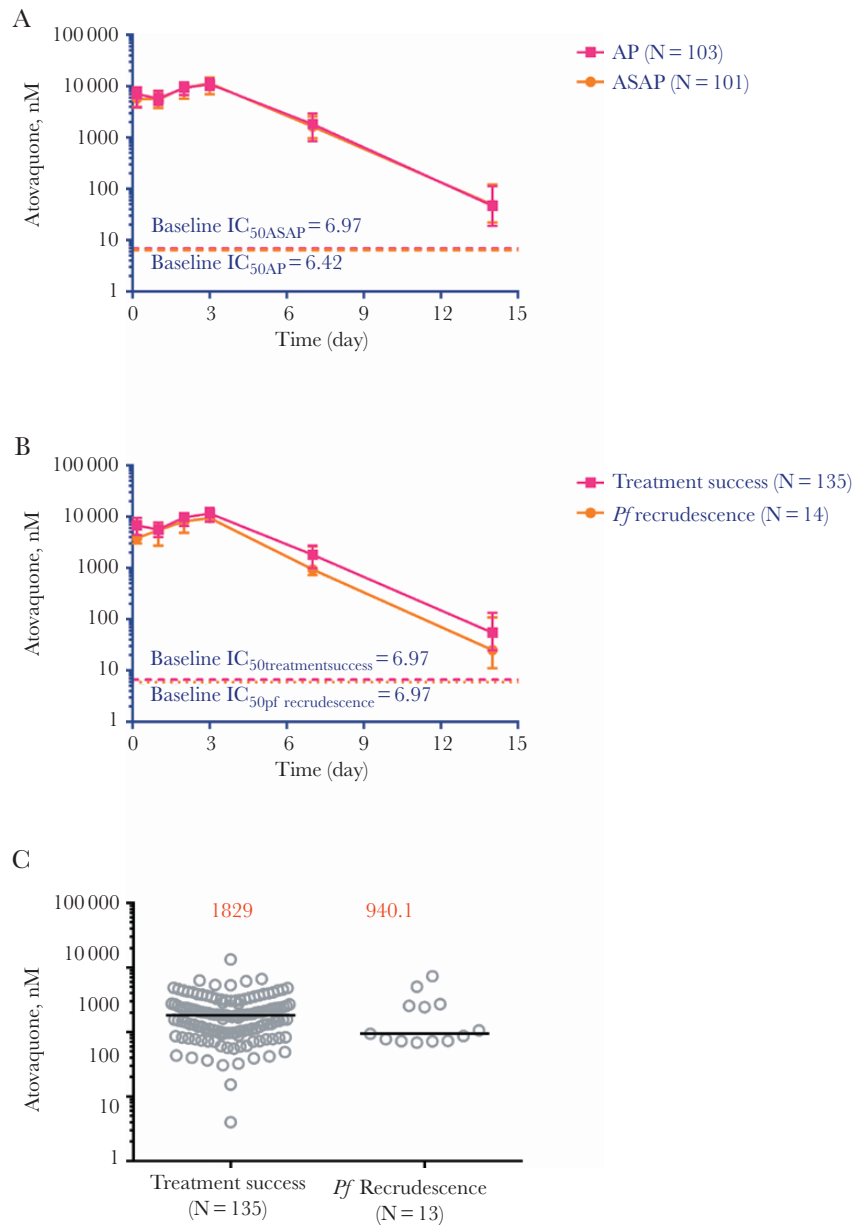 A
100 000
10 000
1000
100
10
1
Atovaquone, nM
Baseline IC50ASAP = 6.97
Baseline IC50AP = 6.42
0 3 6 9 12 15
Time (day)
AP (N = 103)
ASAP (N = 101)
B
100 000
10 000
1000
100
10
1
Atovaquone, nM
Baseline IC50treatmentsuccess = 6.97
Baseline IC50pf recrudescence = 6.97
0 3 6 9 12 15
Time (day)
Treatment success (N = 135)
Pf recrudescence (N = 14)
C
100 000
10 000
1000
100
10
1
Atovaquone, nM
1829 940.1
Treatment success
(N = 135)
Pf Recrudescence
(N = 13)